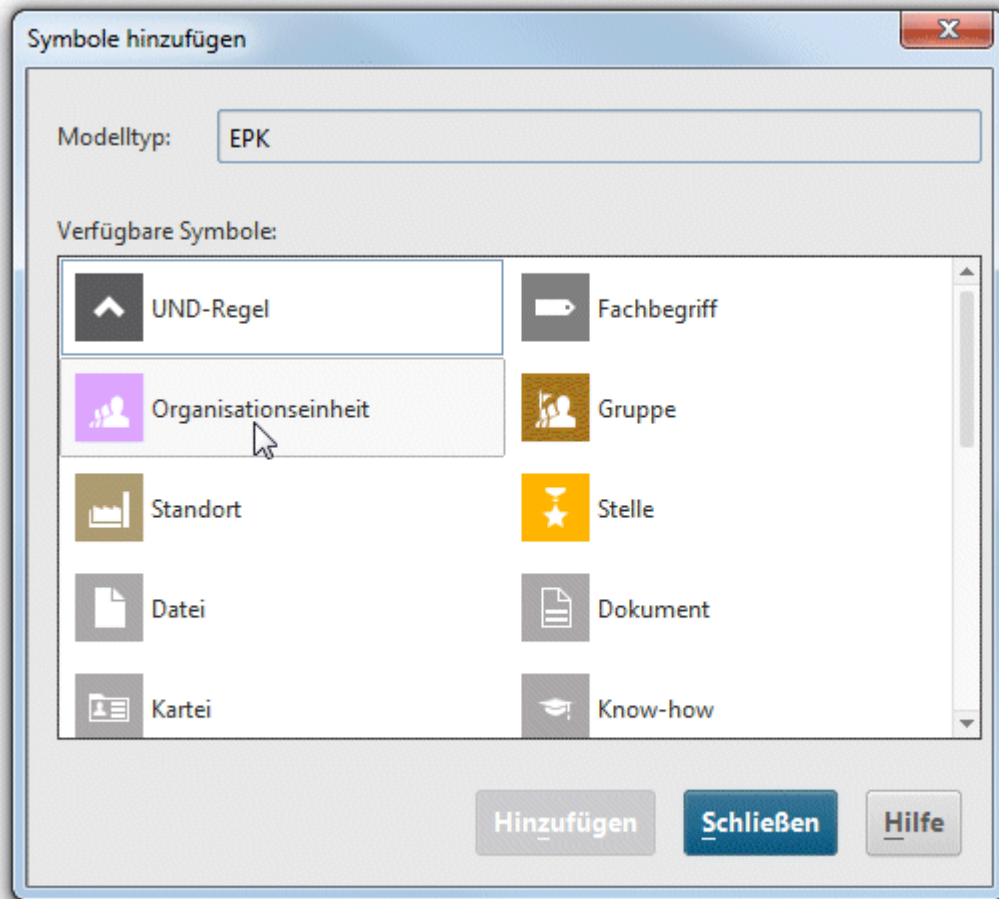 Symbole hinzufügen
Modelltyp: EPK
Verfügbare Symbole:
UND-Regel Fachbegriff
Organisationseinheit Gruppe
Standort Stelle
Datei Dokument
Kartei Know-how
Hinzufügen Schließen Hilfe